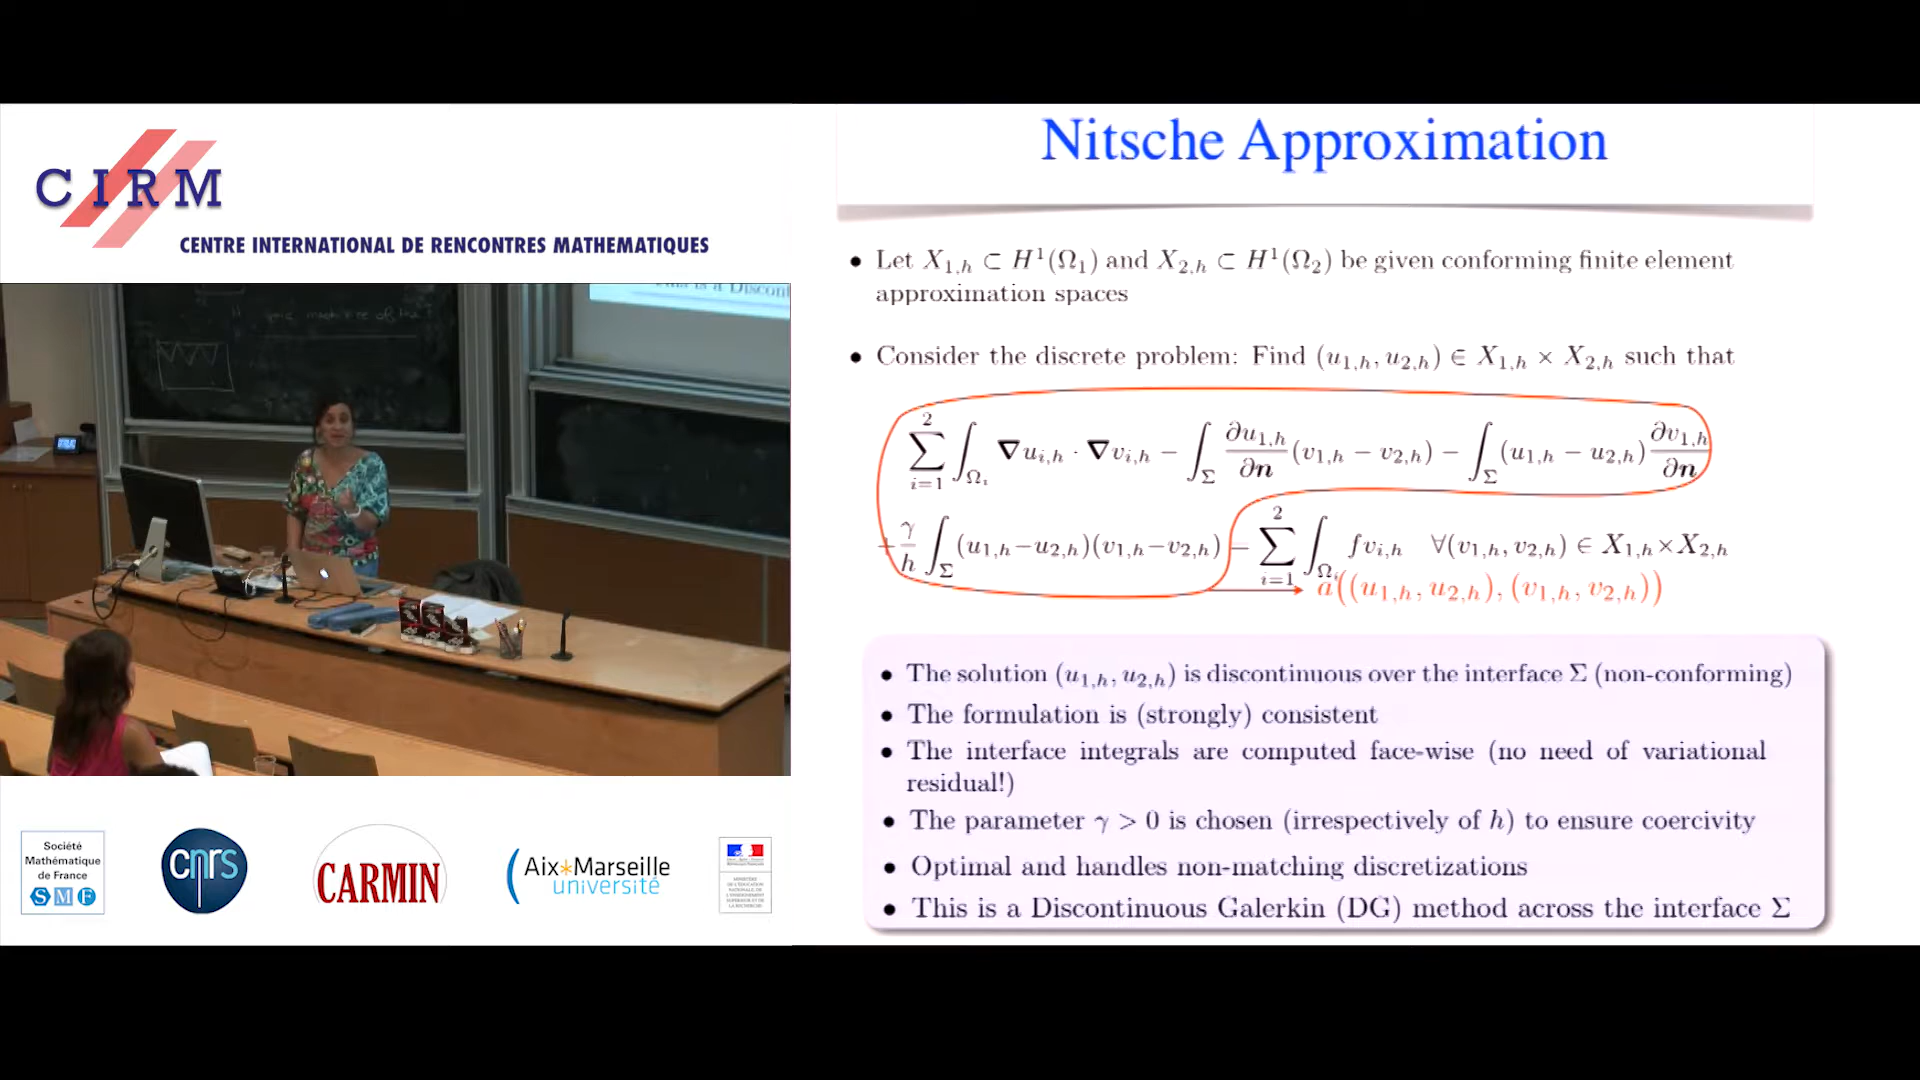 CIRM
CENTRE INTERNATIONAL DE RENCONTRES MATHEMATIQUES
Nitsche Approximation
• Let X_{1,h} ⊂ H^1(Ω_1) and X_{2,h} ⊂ H^1(Ω_2) be given conforming finite element
approximation spaces
• Consider the discrete problem: Find (u_{1,h}, u_{2,h}) ∈ X_{1,h} × X_{2,h} such that
∑_{i=1}^{2} ∫_{Ω_i} ∇u_{i,h} · ∇v_{i,h} − ∫_Σ ∂u_{1,h}/∂n (v_{1,h} − v_{2,h}) − ∫_Σ (u_{1,h} − u_{2,h}) ∂v_{1,h}/∂n
+ γ/h ∫_Σ (u_{1,h}−u_{2,h})(v_{1,h}−v_{2,h}) = ∑_{i=1}^{2} ∫_{Ω_i} fv_{i,h} ∀(v_{1,h}, v_{2,h}) ∈ X_{1,h}×X_{2,h}
a((u_{1,h}, u_{2,h}), (v_{1,h}, v_{2,h}))
• The solution (u_{1,h}, u_{2,h}) is discontinuous over the interface Σ (non-conforming)
• The formulation is (strongly) consistent
• The interface integrals are computed face-wise (no need of variational
residual!)
• The parameter γ > 0 is chosen (irrespectively of h) to ensure coercivity
• Optimal and handles non-matching discretizations
• This is a Discontinuous Galerkin (DG) method across the interface Σ
Société
Mathématique
de France
SMF
cnrs
CARMIN
Aix*Marseille
université